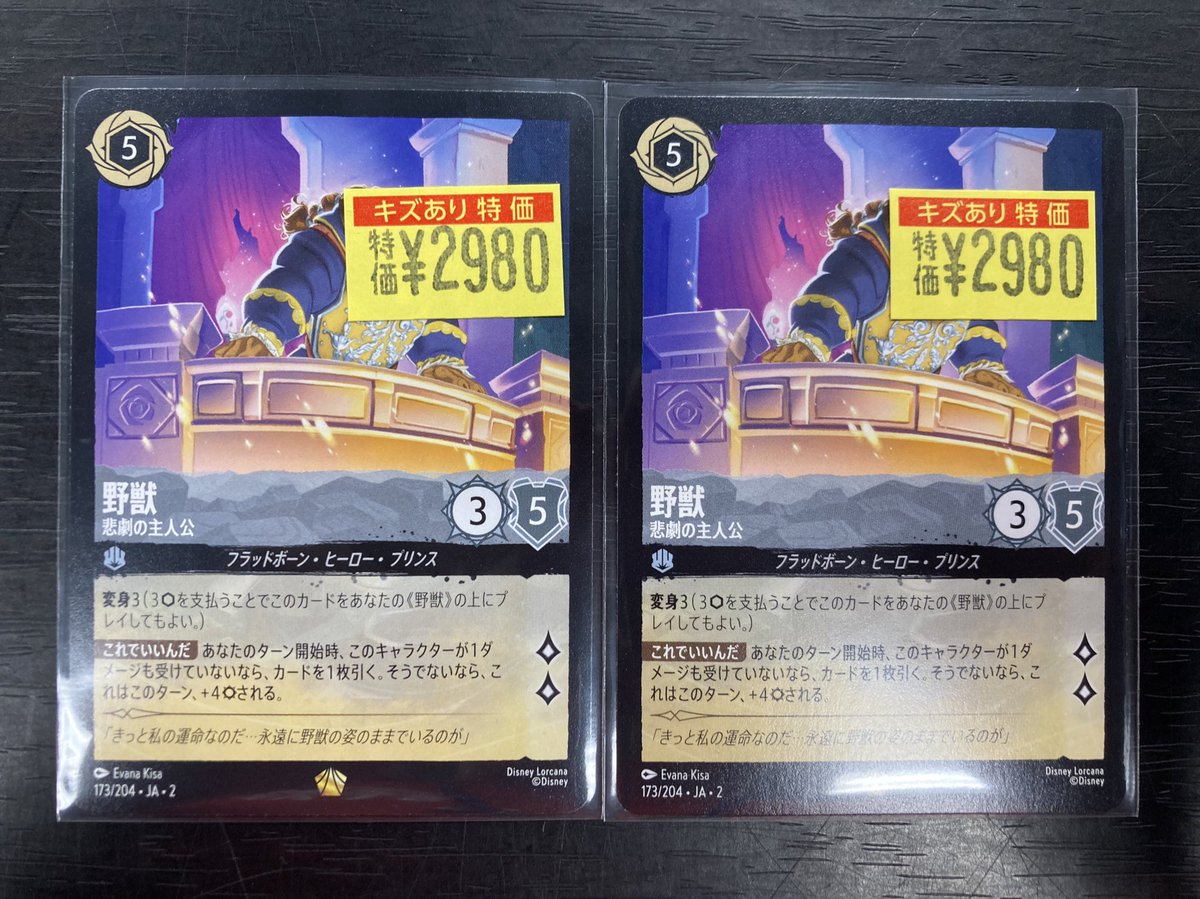 5
キズあり 特価
特価 ¥2980
野獣
悲劇の主人公
3
5
フラッドボーン・ヒーロー・プリンス
変身3(3⬡を支払うことでこのカードをあなたの《野獣》の上にプ
レイしてもよい。)
これでいいんだ あなたのターン開始時、このキャラクターが1ダ
メージも受けていないなら、カードを1枚引く。そうでないなら、こ
れはこのターン、+4¤される。
「きっと私の運命なのだ…永遠に野獣の姿のままでいるのが」
Evana Kisa
173/204・JA・2
Disney Lorcana
©Disney
5
キズあり 特価
特価 ¥2980
野獣
悲劇の主人公
3
5
フラッドボーン・ヒーロー・プリンス
変身3(3⬡を支払うことでこのカードをあなたの《野獣》の上にプ
レイしてもよい。)
これでいいんだ あなたのターン開始時、このキャラクターが1ダ
メージも受けていないなら、カードを1枚引く。そうでないなら、こ
れはこのターン、+4¤される。
「きっと私の運命なのだ…永遠に野獣の姿のままでいるのが」
Evana Kisa
173/204・JA・2
Disney Lorcana
©Disney